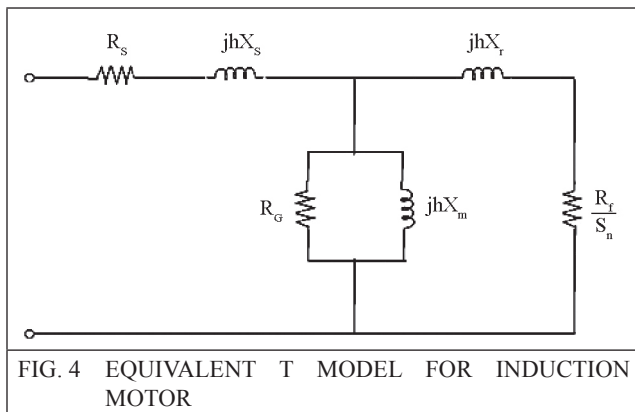 R_S
jhX_S
jhX_r
R_G
jhX_m
R_f
S_n
FIG. 4 EQUIVALENT T MODEL FOR INDUCTION
MOTOR